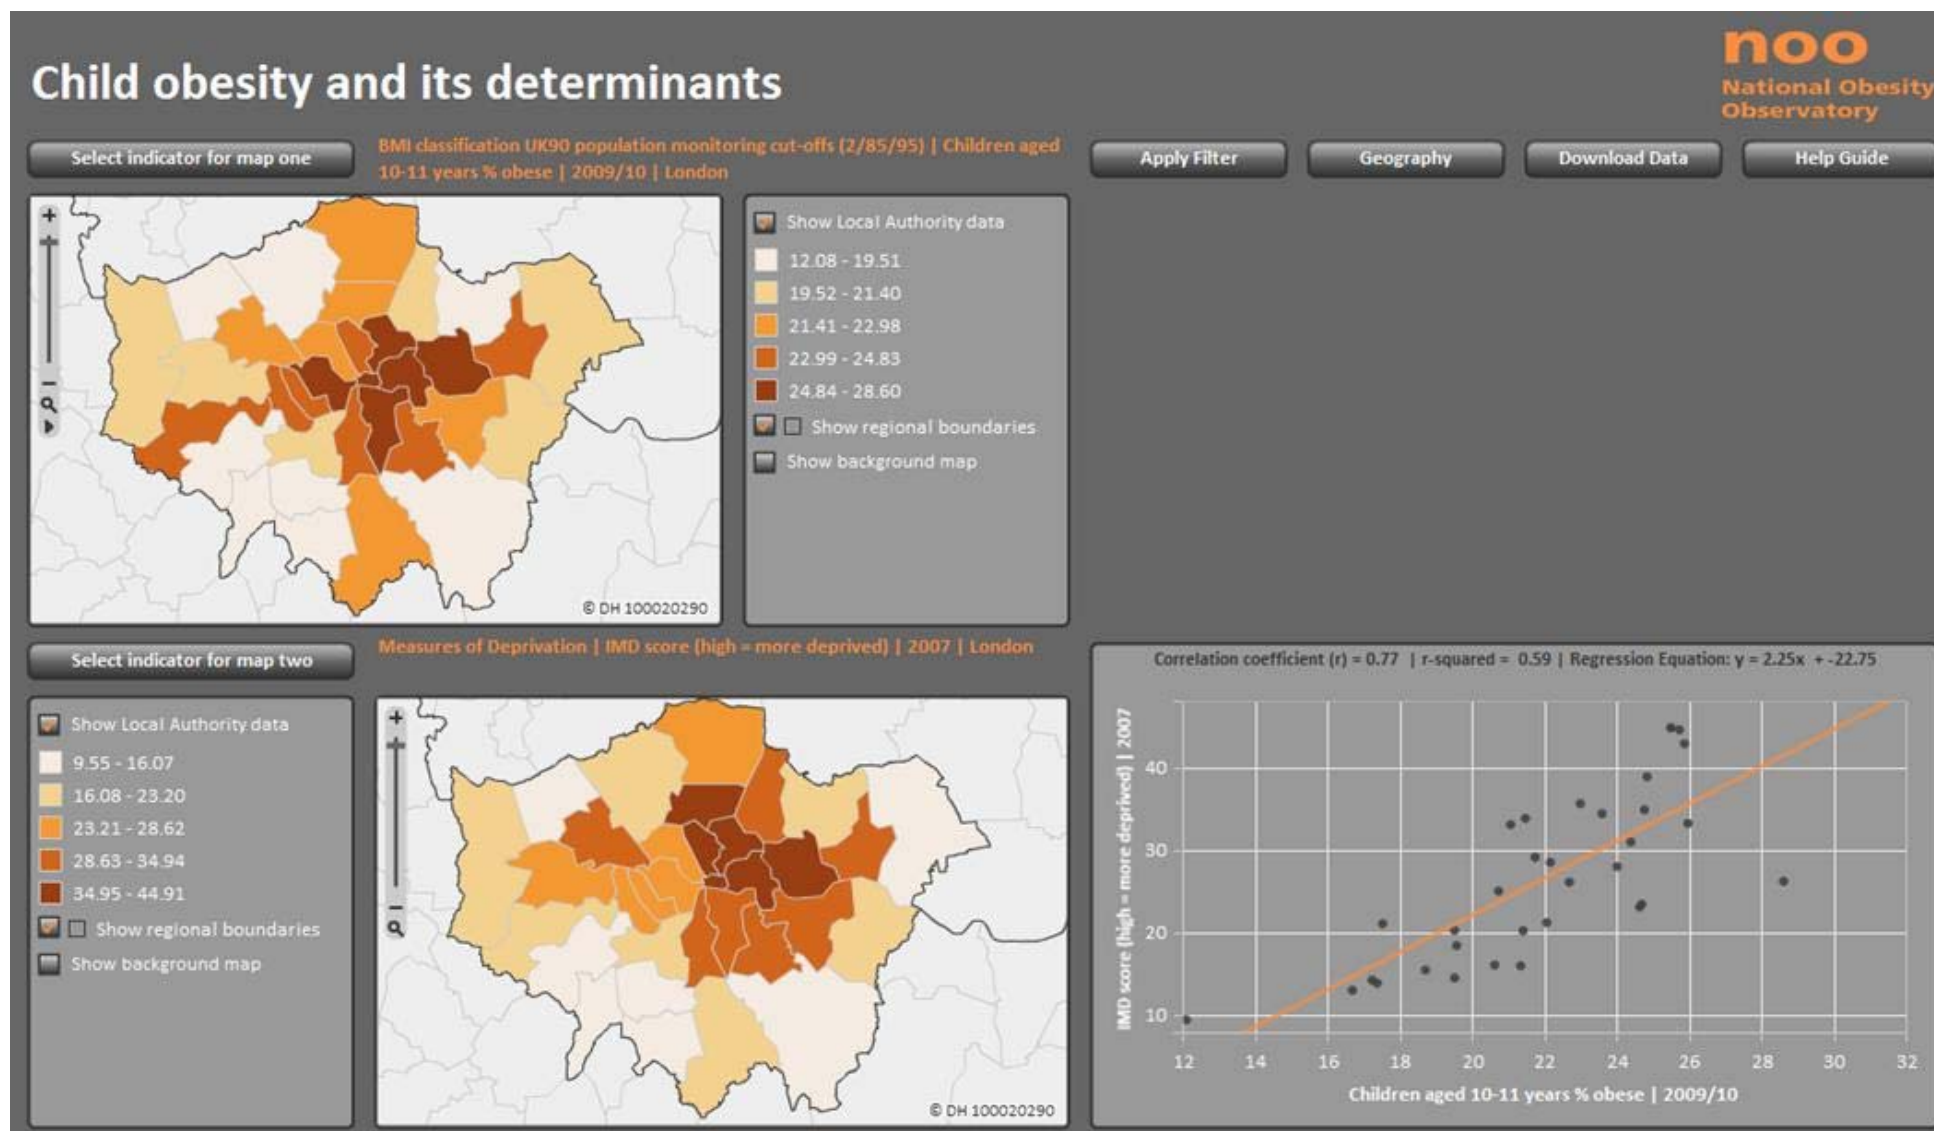 noo
National Obesity
Observatory
Child obesity and its determinants
Select indicator for map one
BMI classification UK90 population monitoring cut-offs (2/85/95) | Children aged
10-11 years % obese | 2009/10 | London
Apply Filter
Geography
Download Data
Help Guide
+
−
Show Local Authority data
12.08 - 19.51
19.52 - 21.40
21.41 - 22.98
22.99 - 24.83
24.84 - 28.60
Show regional boundaries
Show background map
© DH 100020290
Select indicator for map two
Measures of Deprivation | IMD score (high = more deprived) | 2007 | London
Show Local Authority data
9.55 - 16.07
16.08 - 23.20
23.21 - 28.62
28.63 - 34.94
34.95 - 44.91
Show regional boundaries
Show background map
+
−
© DH 100020290
Correlation coefficient (r) = 0.77 | r-squared = 0.59 | Regression Equation: y = 2.25x + -22.75
IMD score (high = more deprived) | 2007
40
30
20
10
12 14 16 18 20 22 24 26 28 30 32
Children aged 10-11 years % obese | 2009/10